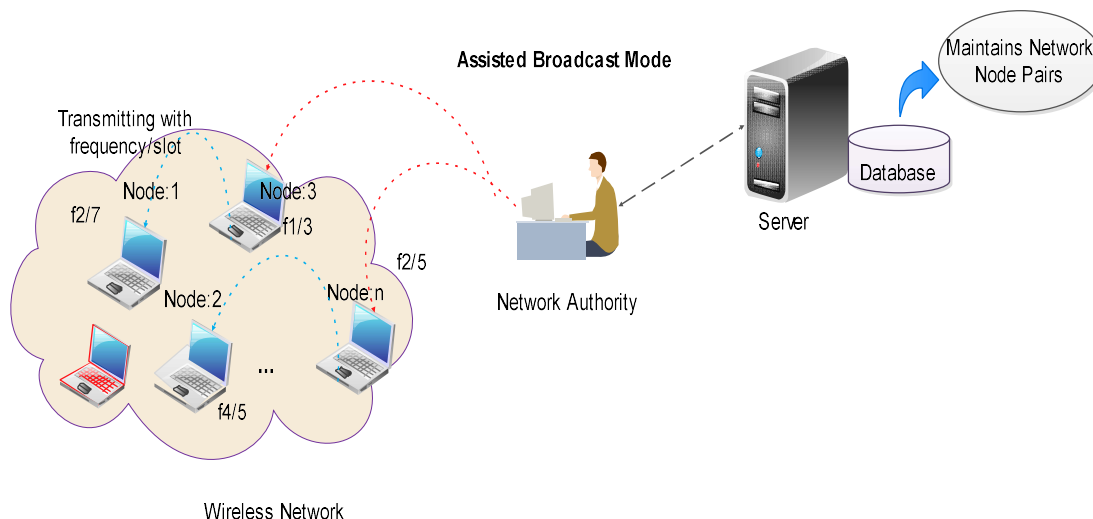 Maintains Network
Node Pairs
Assisted Broadcast Mode
Transmitting with
frequency/slot
Node:1
Node:3
f2/7
f1/3
Database
Server
f2/5
Node:2
Node:n
Network Authority
...
f4/5
Wireless Network